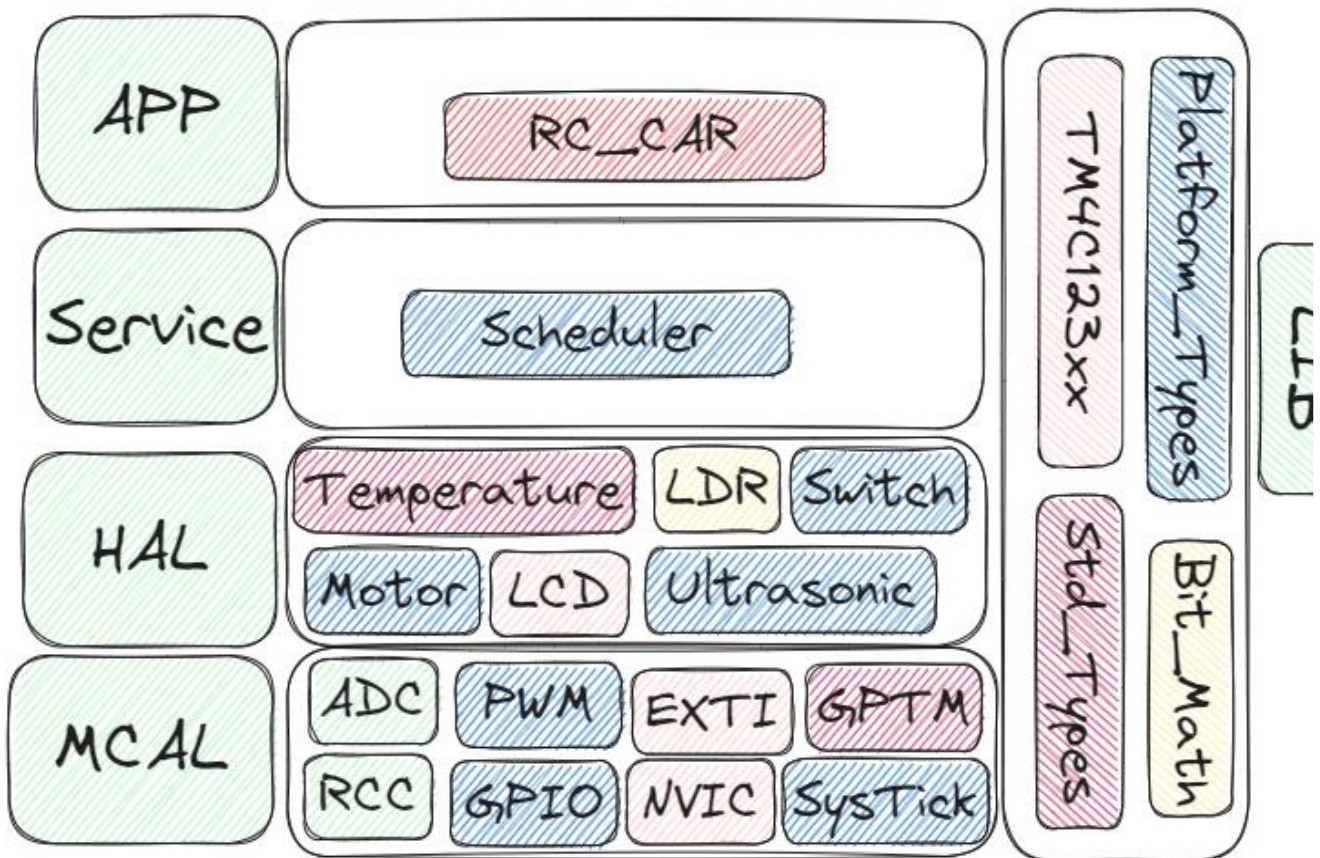 APP
RC_CAR
Service
Scheduler
HAL
Temperature
LDR
Switch
Motor
LCD
Ultrasonic
MCAL
ADC
PWM
EXTI
GPTM
RCC
GPIO
NVIC
SysTick
TM4C123xx
Platform_Types
Std_Types
Bit_Math
LIB